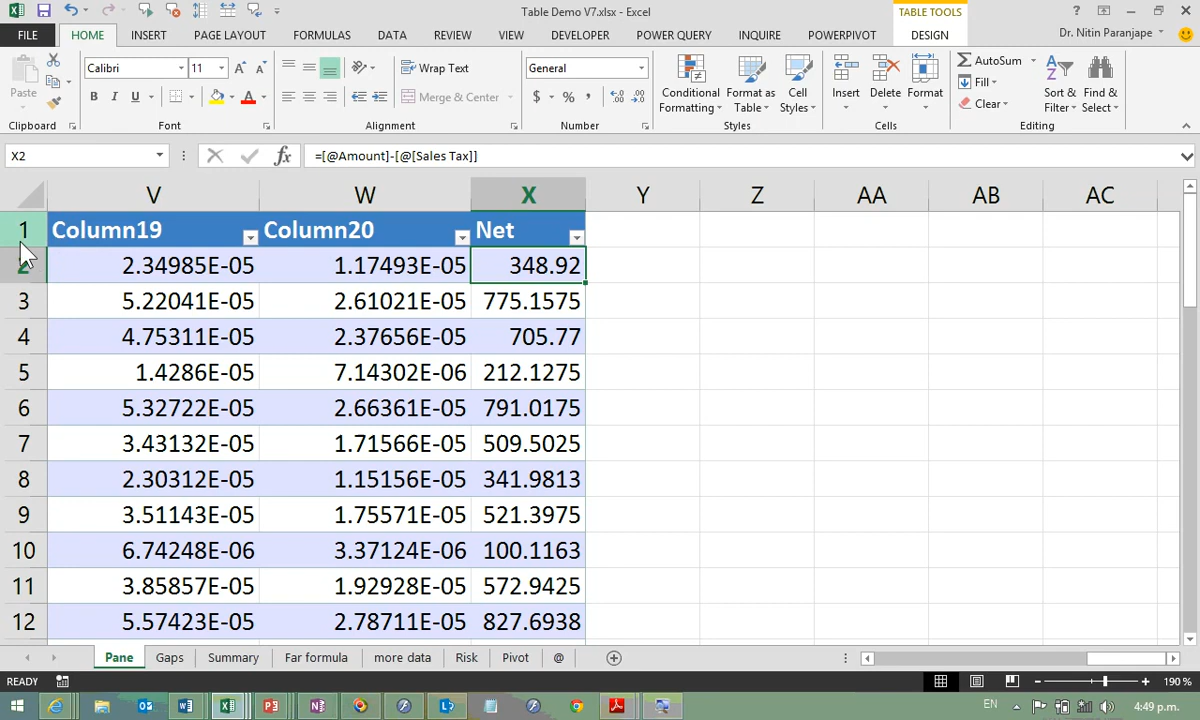 Table Demo V7.xlsx - Excel
TABLE TOOLS
?
FILE HOME INSERT PAGE LAYOUT FORMULAS DATA REVIEW VIEW DEVELOPER POWER QUERY INQUIRE POWERPIVOT DESIGN Dr. Nitin Paranjape
Paste
Calibri 11
B I U A
Wrap Text
Merge & Center
General
$ % ,
Conditional Formatting
Format as Table
Cell Styles
Insert
Delete
Format
AutoSum
Fill
Clear
Sort & Filter
Find & Select
Clipboard Font Alignment Number Styles Cells Editing
X2 fx =[@Amount]-[@[Sales Tax]]
V W X Y Z AA AB AC
1 Column19 Column20 Net
2 2.34985E-05 1.17493E-05 348.92
3 5.22041E-05 2.61021E-05 775.1575
4 4.75311E-05 2.37656E-05 705.77
5 1.4286E-05 7.14302E-06 212.1275
6 5.32722E-05 2.66361E-05 791.0175
7 3.43132E-05 1.71566E-05 509.5025
8 2.30312E-05 1.15156E-05 341.9813
9 3.51143E-05 1.75571E-05 521.3975
10 6.74248E-06 3.37124E-06 100.1163
11 3.85857E-05 1.92928E-05 572.9425
12 5.57423E-05 2.78711E-05 827.6938
Pane Gaps Summary Far formula more data Risk Pivot @
READY 190 %
EN 4:49 p.m.